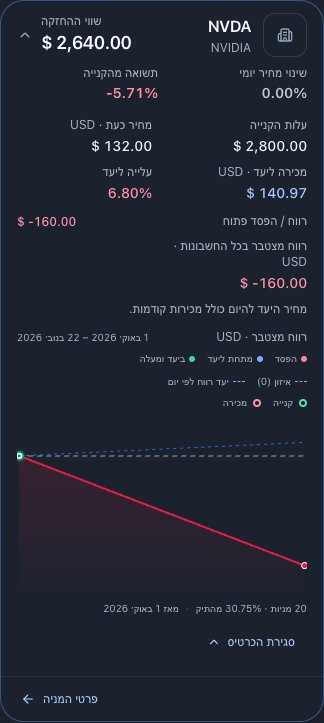 NVDA
NVIDIA
שווי ההחזקה
$ 2,640.00
שינוי מחיר יומי
0.00%
תשואה מהקנייה
-5.71%
עלות הקנייה
$ 2,800.00
מחיר כעת · USD
$ 132.00
מכירה ליעד · USD
$ 140.97
עלייה ליעד
6.80%
רווח / הפסד פתוח
$ -160.00
רווח מצטבר בכל החשבונות ·
USD
$ -160.00
מחיר היעד להיום כולל מכירות קודמות.
רווח מצטבר · USD
1 באוק׳ 2026 – 22 בנוב׳ 2026
הפסד
מתחת ליעד
ביעד ומעלה
--- איזון (0)
--- יעד רווח לפי יום
קנייה
מכירה
20 מניות · 30.75% מהתיק · מאז 1 באוק׳ 2026
סגירת הכרטיס
פרטי המניה